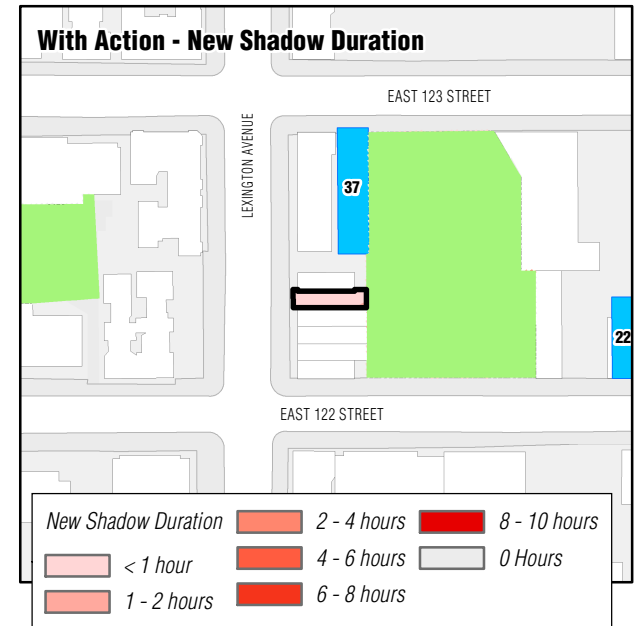 With Action - New Shadow Duration
EAST 123 STREET
LEXINGTON AVENUE
37
22
EAST 122 STREET
New Shadow Duration
< 1 hour
1 - 2 hours
2 - 4 hours
4 - 6 hours
6 - 8 hours
8 - 10 hours
0 Hours